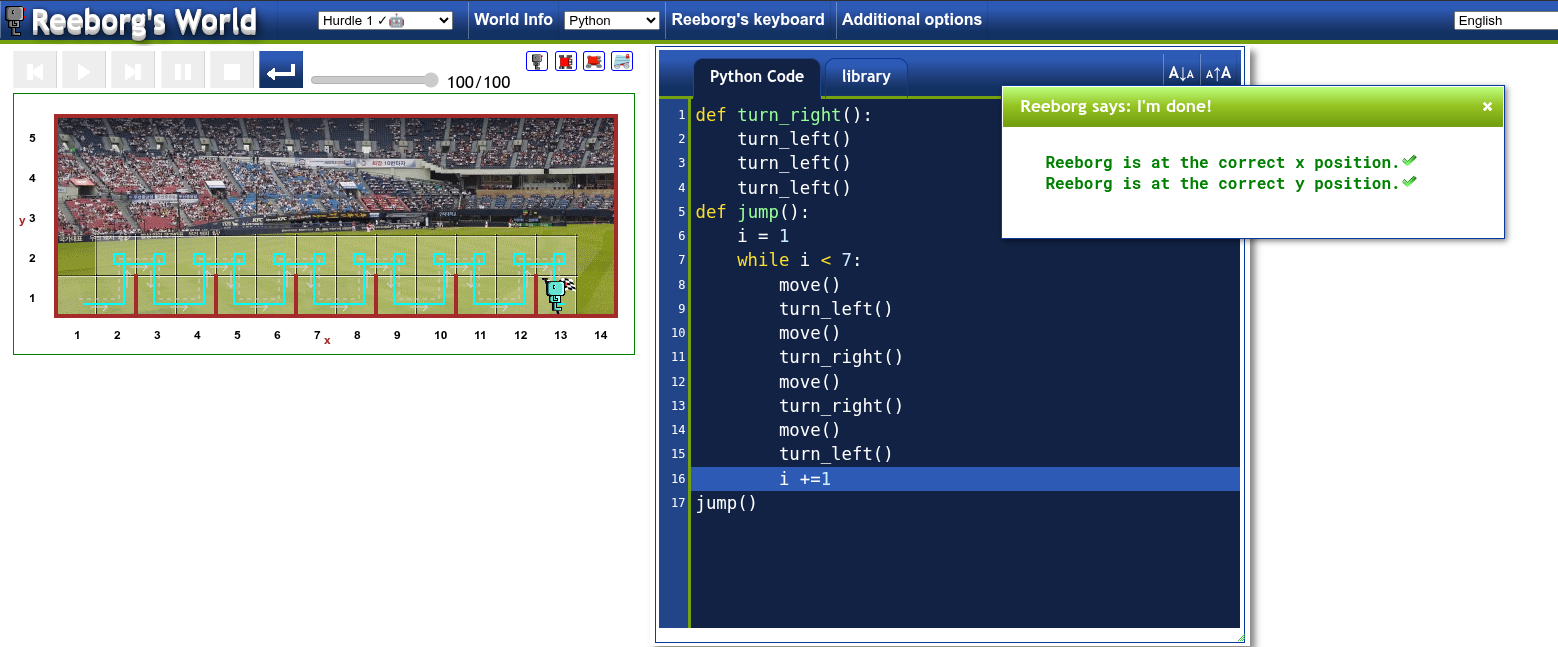 Reeborg's World
Hurdle 1 ✓🤖
World Info
Python
Reeborg's keyboard
Additional options
English
100/100
5
4
y 3
2
1
1 2 3 4 5 6 7 x 8 9 10 11 12 13 14
Python Code
library
A↓A A↑A
1 def turn_right():
2     turn_left()
3     turn_left()
4     turn_left()
5 def jump():
6     i = 1
7     while i < 7:
8         move()
9         turn_left()
10         move()
11         turn_right()
12         move()
13         turn_right()
14         move()
15         turn_left()
16         i +=1
17 jump()
Reeborg says: I'm done!
×
Reeborg is at the correct x position.✔
Reeborg is at the correct y position.✔